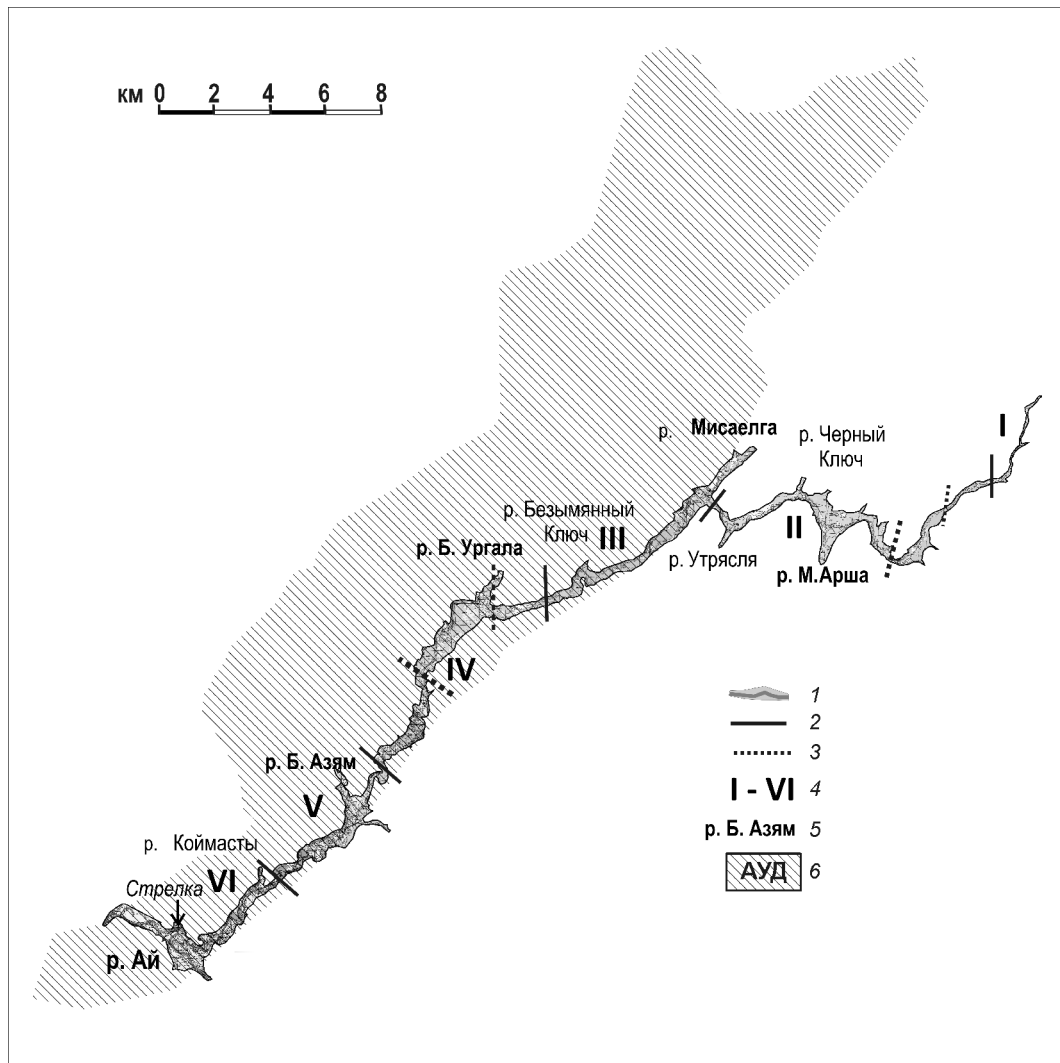 км 0 2 4 6 8
I
р. Мисаелга
р. Черный
Ключ
р. Безымянный
Ключ
III
II
р. Б. Ургала
р. Утрясля
р. М.Арша
IV
1
2
3
р. Б. Азям
V
I - VI 4
р. Б. Азям 5
р. Коймасты
VI
АУД 6
Стрелка
р. Ай